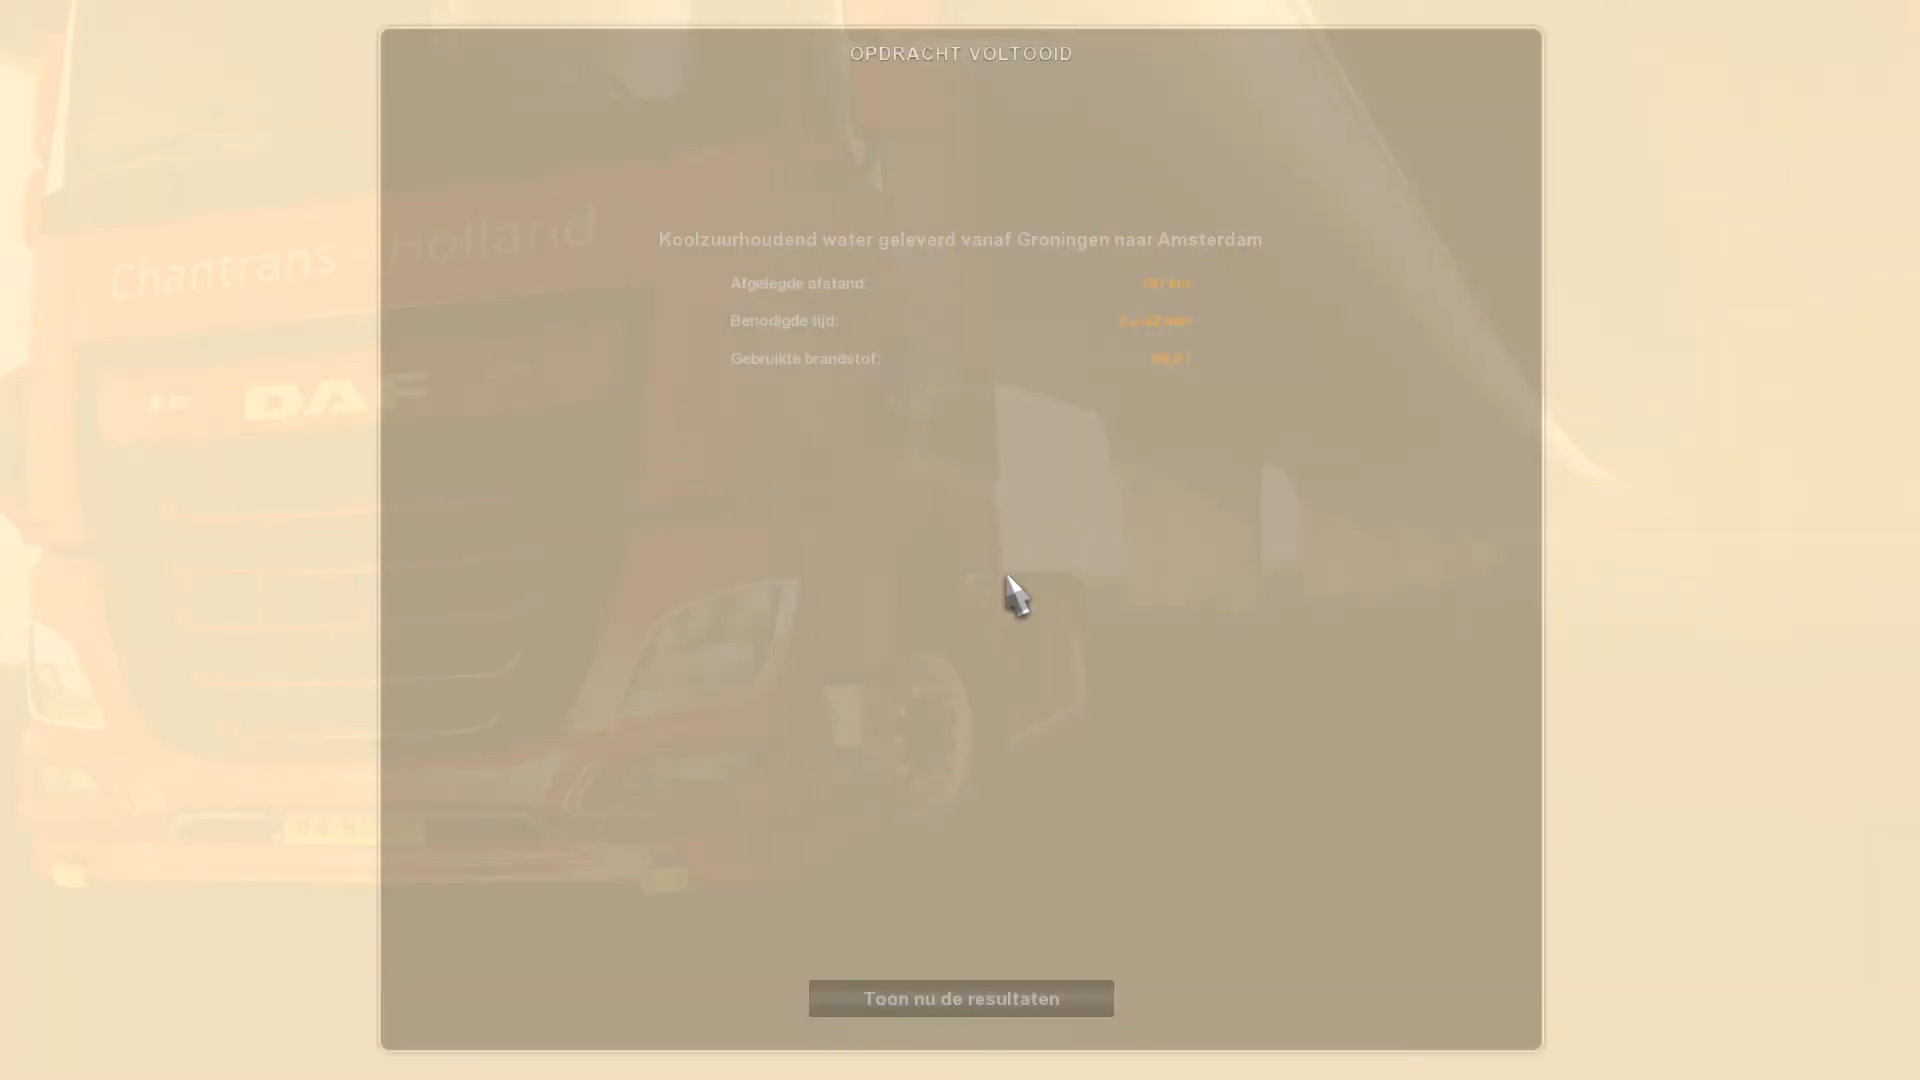 OPDRACHT VOLTOOID
Koolzuurhoudend water geleverd vanaf Groningen naar Amsterdam
Afgelegde afstand:
Benodigde tijd:
Gebruikte brandstof:
Chantrans - Holland
DAF
Toon nu de resultaten